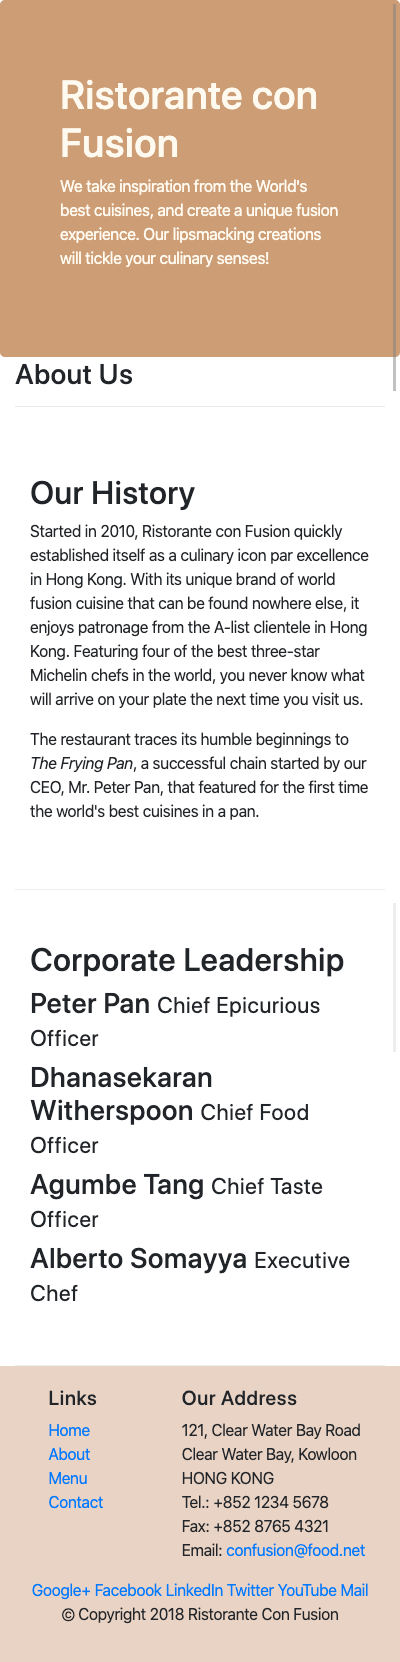 Ristorante con
Fusion
We take inspiration from the World's
best cuisines, and create a unique fusion
experience. Our lipsmacking creations
will tickle your culinary senses!
About Us
Our History
Started in 2010, Ristorante con Fusion quickly
established itself as a culinary icon par excellence
in Hong Kong. With its unique brand of world
fusion cuisine that can be found nowhere else, it
enjoys patronage from the A-list clientele in Hong
Kong. Featuring four of the best three-star
Michelin chefs in the world, you never know what
will arrive on your plate the next time you visit us.
The restaurant traces its humble beginnings to
The Frying Pan, a successful chain started by our
CEO, Mr. Peter Pan, that featured for the first time
the world's best cuisines in a pan.
Corporate Leadership
Peter Pan Chief Epicurious
Officer
Dhanasekaran
Witherspoon Chief Food
Officer
Agumbe Tang Chief Taste
Officer
Alberto Somayya Executive
Chef
Links
Home
About
Menu
Contact
Our Address
121, Clear Water Bay Road
Clear Water Bay, Kowloon
HONG KONG
Tel.: +852 1234 5678
Fax: +852 8765 4321
Email: confusion@food.net
Google+ Facebook LinkedIn Twitter YouTube Mail
© Copyright 2018 Ristorante Con Fusion